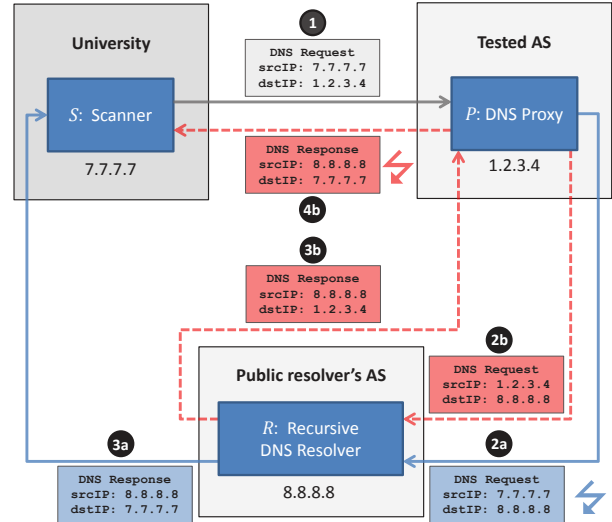 1
University
Tested AS
DNS Request
srcIP: 7.7.7.7
dstIP: 1.2.3.4
S: Scanner
P: DNS Proxy
7.7.7.7
1.2.3.4
DNS Response
srcIP: 8.8.8.8
dstIP: 7.7.7.7
4b
3b
DNS Response
srcIP: 8.8.8.8
dstIP: 1.2.3.4
2b
Public resolver's AS
DNS Request
srcIP: 1.2.3.4
dstIP: 8.8.8.8
R: Recursive
DNS Resolver
3a
2a
8.8.8.8
DNS Response
srcIP: 8.8.8.8
dstIP: 7.7.7.7
DNS Request
srcIP: 7.7.7.7
dstIP: 8.8.8.8